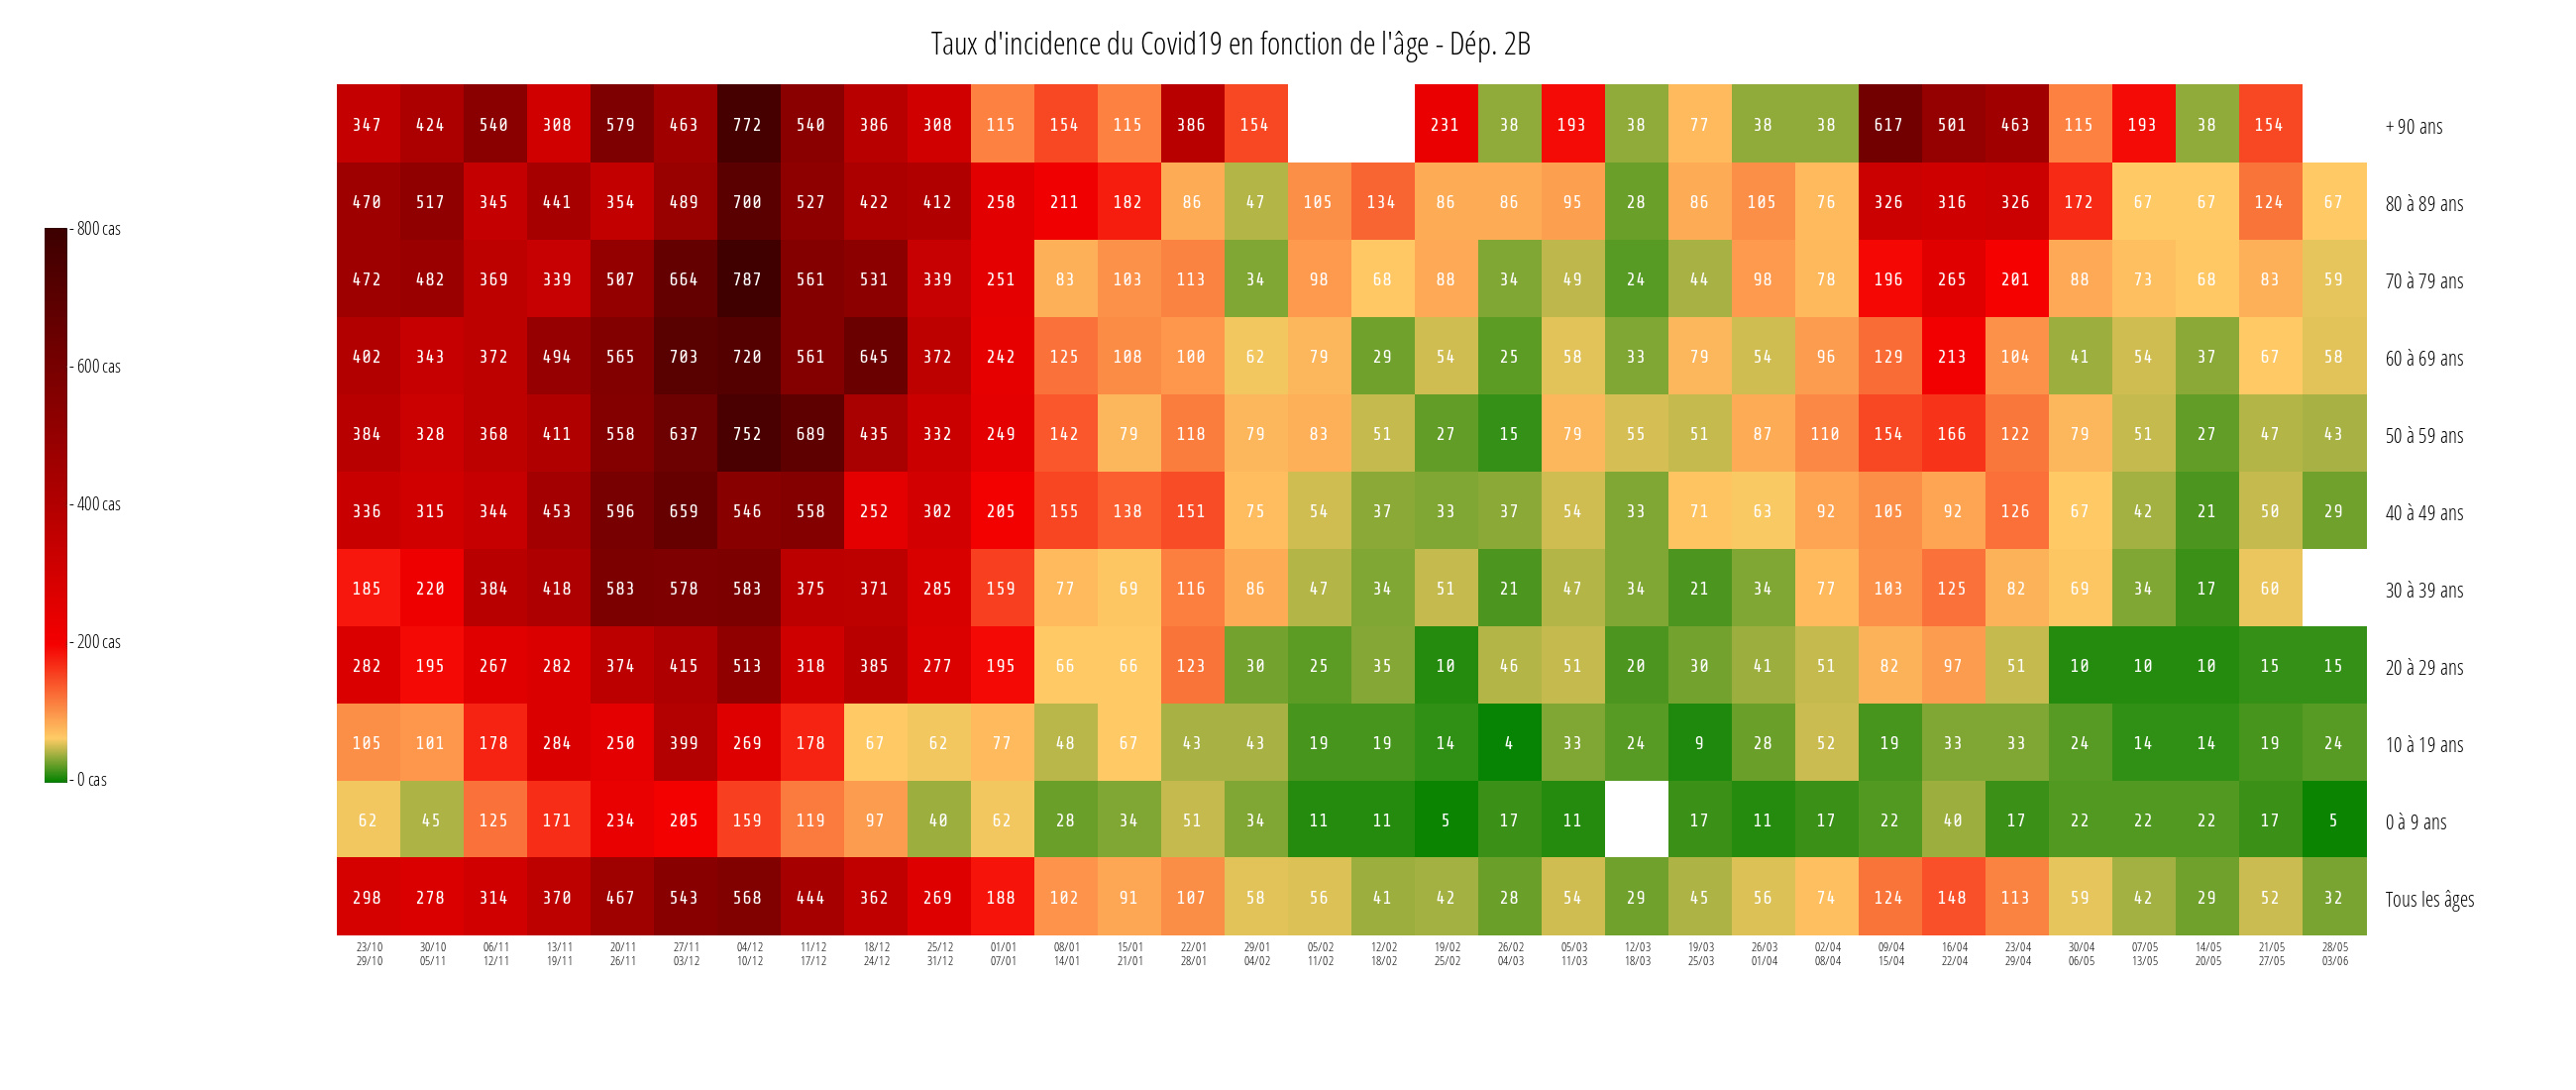 Taux d'incidence du Covid19 en fonction de l'âge - Dép. 2B
347 424 540 308 579 463 772 540 386 308 115 154 115 386 154 231 38 193 38 77 38 38 617 501 463 115 193 38 154 + 90 ans
470 517 345 441 354 489 700 527 422 412 258 211 182 86 47 105 134 86 86 95 28 86 105 76 326 316 326 172 67 67 124 67 80 à 89 ans
- 800 cas
472 482 369 339 507 664 787 561 531 339 251 83 103 113 34 98 68 88 34 49 24 44 98 78 196 265 201 88 73 68 83 59 70 à 79 ans
402 343 372 494 565 703 720 561 645 372 242 125 108 100 62 79 29 54 25 58 33 79 54 96 129 213 104 41 54 37 67 58 60 à 69 ans
- 600 cas
384 328 368 411 558 637 752 689 435 332 249 142 79 118 79 83 51 27 15 79 55 51 87 110 154 166 122 79 51 27 47 43 50 à 59 ans
- 400 cas
336 315 344 453 596 659 546 558 252 302 205 155 138 151 75 54 37 33 37 54 33 71 63 92 105 92 126 67 42 21 50 29 40 à 49 ans
185 220 384 418 583 578 583 375 371 285 159 77 69 116 86 47 34 51 21 47 34 21 34 77 103 125 82 69 34 17 60 30 à 39 ans
- 200 cas
282 195 267 282 374 415 513 318 385 277 195 66 66 123 30 25 35 10 46 51 20 30 41 51 82 97 51 10 10 10 15 15 20 à 29 ans
105 101 178 284 250 399 269 178 67 62 77 48 67 43 43 19 19 14 4 33 24 9 28 52 19 33 33 24 14 14 19 24 10 à 19 ans
- 0 cas
62 45 125 171 234 205 159 119 97 40 62 28 34 51 34 11 11 5 17 11 17 11 17 22 40 17 22 22 22 17 5 0 à 9 ans
298 278 314 370 467 543 568 444 362 269 188 102 91 107 58 56 41 42 28 54 29 45 56 74 124 148 113 59 42 29 52 32 Tous les âges
23/10 30/10 06/11 13/11 20/11 27/11 04/12 11/12 18/12 25/12 01/01 08/01 15/01 22/01 29/01 05/02 12/02 19/02 26/02 05/03 12/03 19/03 26/03 02/04 09/04 16/04 23/04 30/04 07/05 14/05 21/05 28/05
29/10 05/11 12/11 19/11 26/11 03/12 10/12 17/12 24/12 31/12 07/01 14/01 21/01 28/01 04/02 11/02 18/02 25/02 04/03 11/03 18/03 25/03 01/04 08/04 15/04 22/04 29/04 06/05 13/05 20/05 27/05 03/06